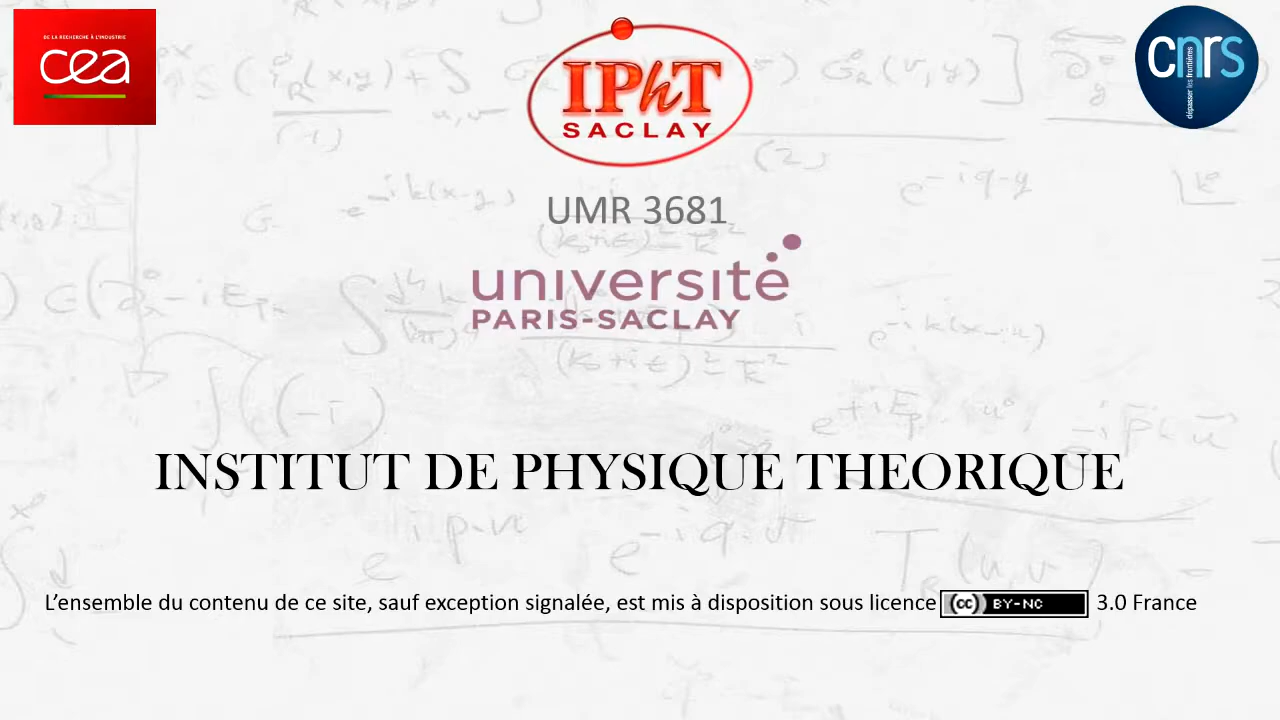 DE LA RECHERCHE À L'INDUSTRIE
cea
IPhT
SACLAY
cnrs
dépasser les frontières
UMR 3681
université
PARIS-SACLAY
INSTITUT DE PHYSIQUE THEORIQUE
L'ensemble du contenu de ce site, sauf exception signalée, est mis à disposition sous licence (cc) BY-NC 3.0 France